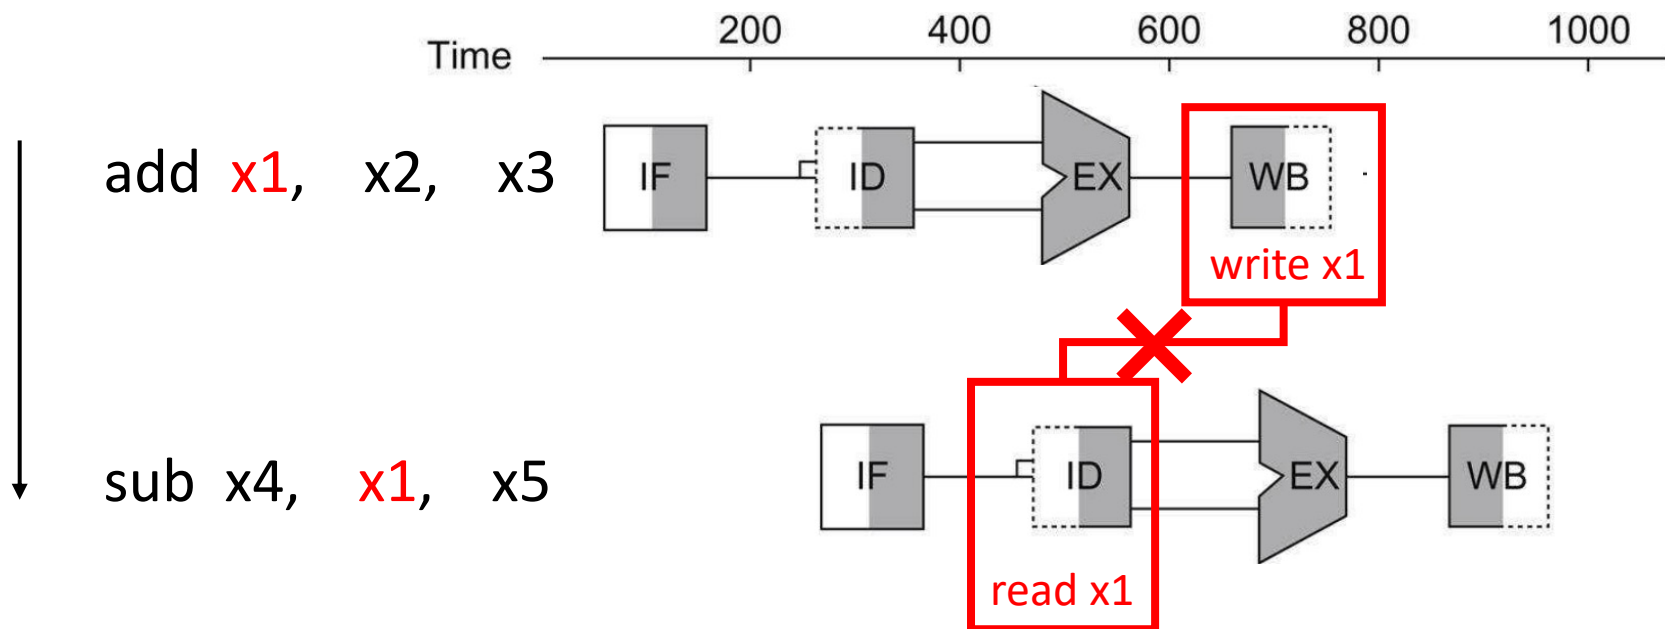 Time 200 400 600 800 1000
add x1, x2, x3 IF ID EX WB
write x1
sub x4, x1, x5 IF ID EX WB
read x1